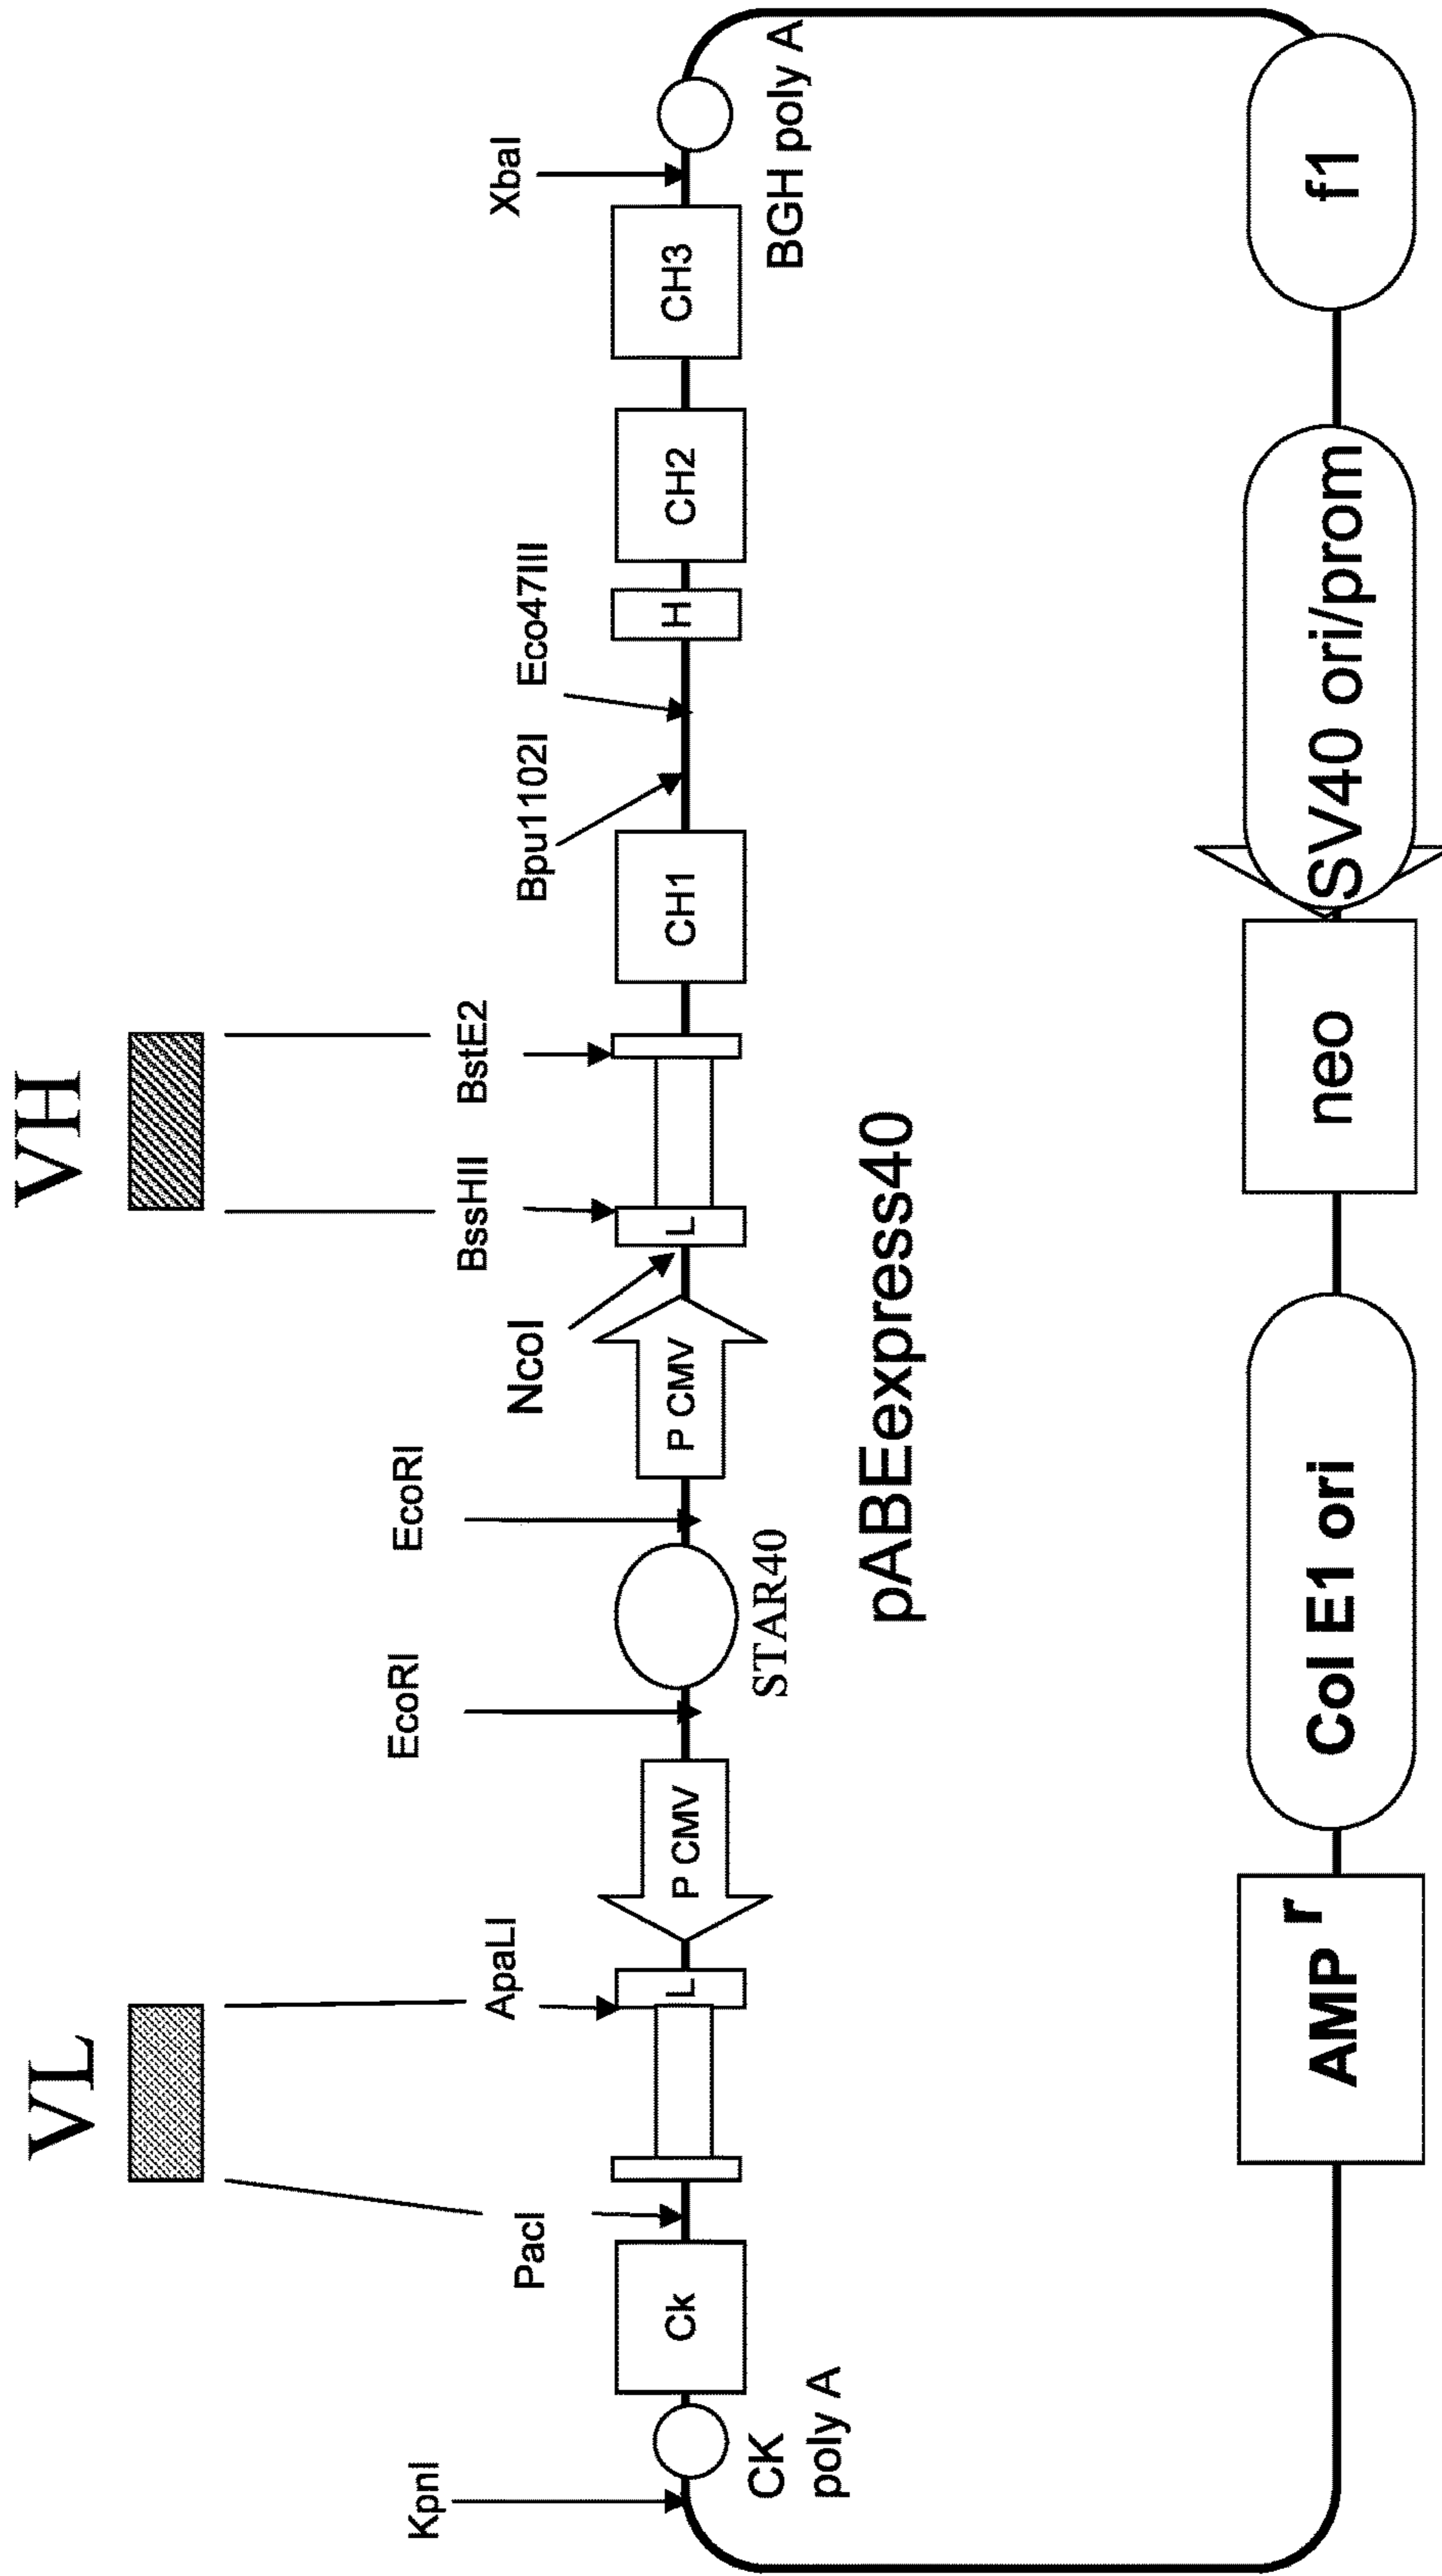 VL
VH
KpnI
PacI
ApaLI
EcoRI
EcoRI
NcoI
BssHII
BstE2
Bpu1102I
Eco47III
XbaI
Ck
L
P CMV
P CMV
L
CH1
H
CH2
CH3
CK
poly A
STAR40
BGH poly A
pABEexpress40
AMP r
Col E1 ori
neo
SV40 ori/prom
f1